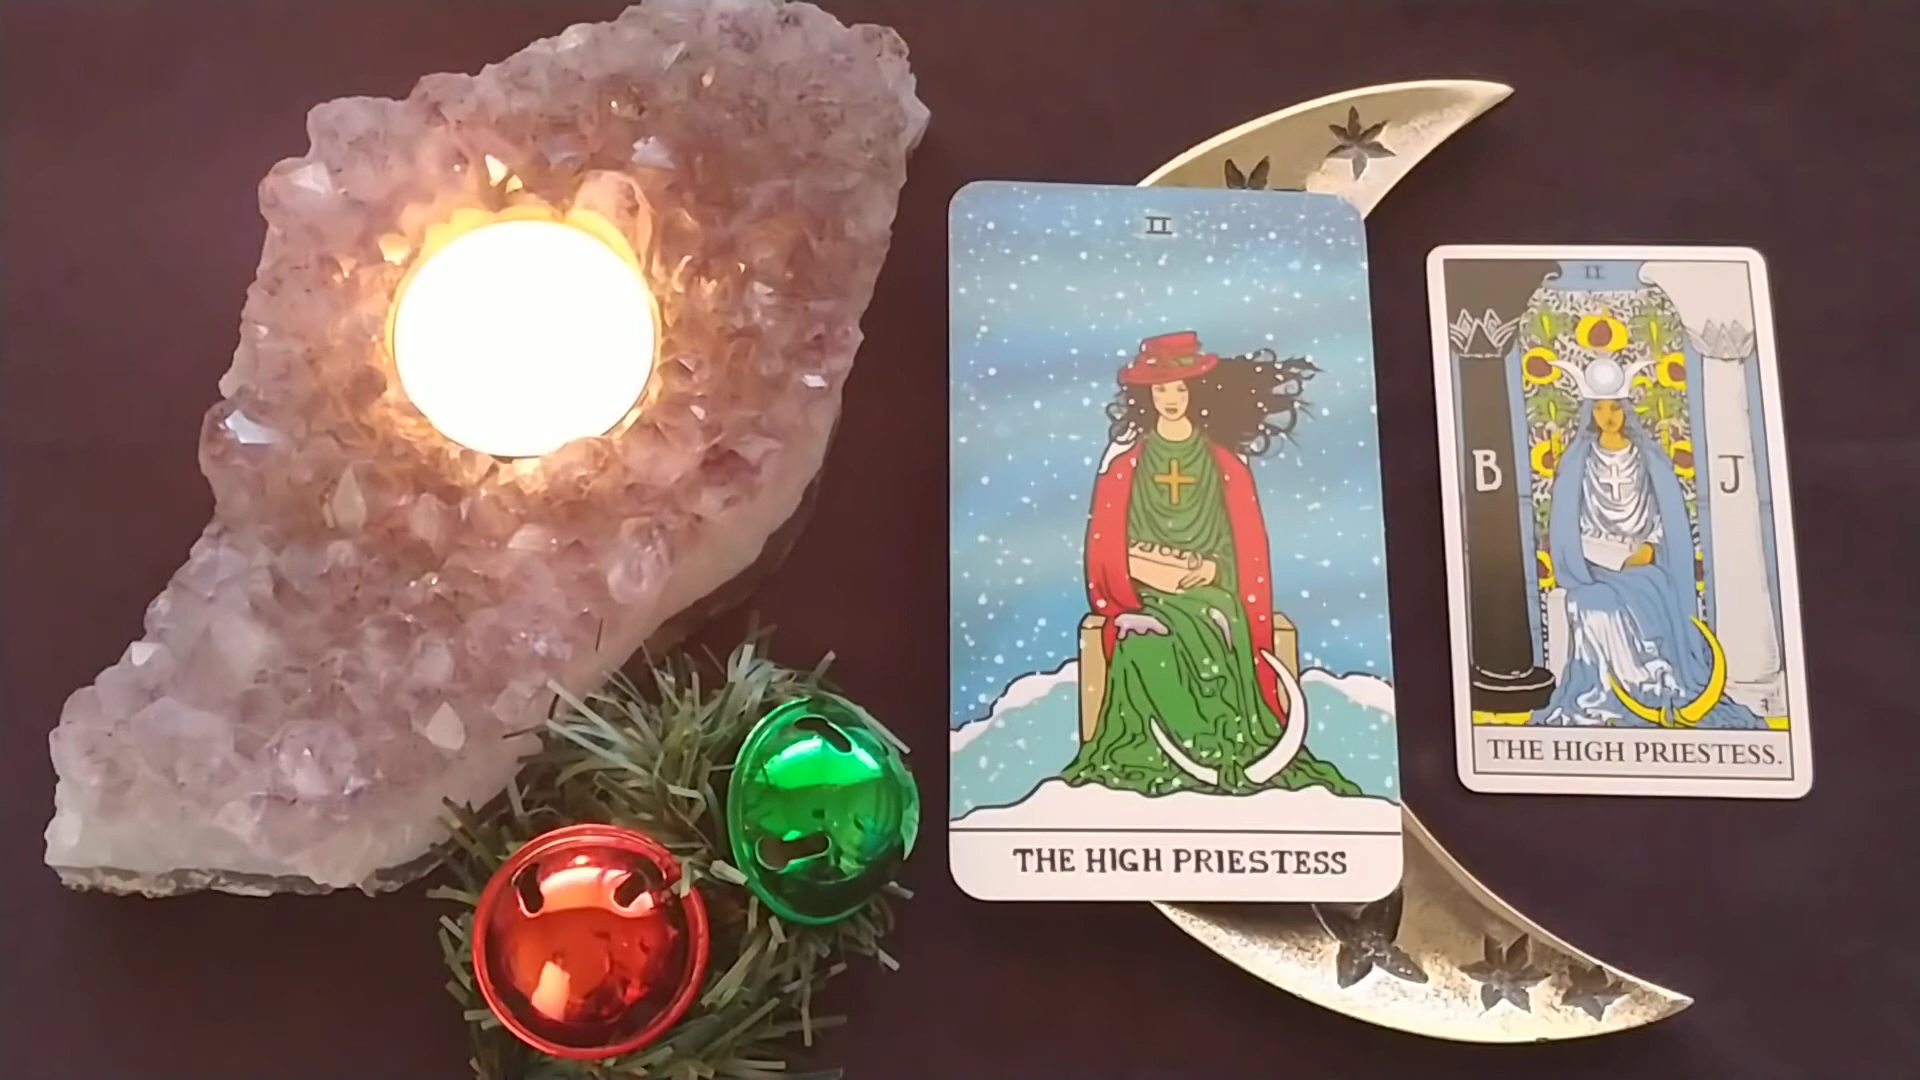 II
THE HIGH PRIESTESS
II
B
J
THE HIGH PRIESTESS.